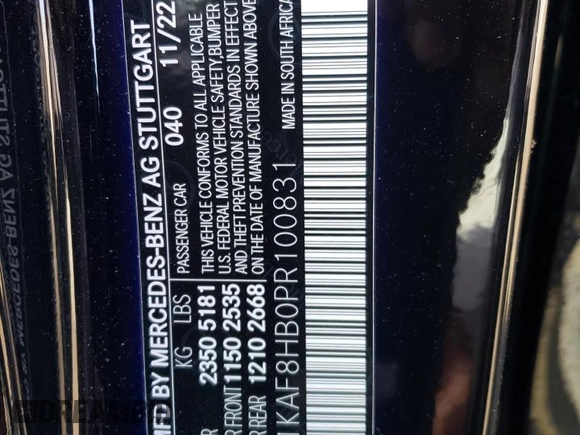 MFD BY MERCEDES-BENZ AG STUTTGART
KG LBS PASSENGER CAR 040 11/22
2350 5181 THIS VEHICLE CONFORMS TO ALL APPLICABLE
FRONT 1150 2535 U.S. FEDERAL MOTOR VEHICLE SAFETY, BUMPER
REAR 1210 2668 AND THEFT PREVENTION STANDARDS IN EFFECT
ON THE DATE OF MANUFACTURE SHOWN ABOVE
KAF8HB0PR100831 MADE IN SOUTH AFRICA